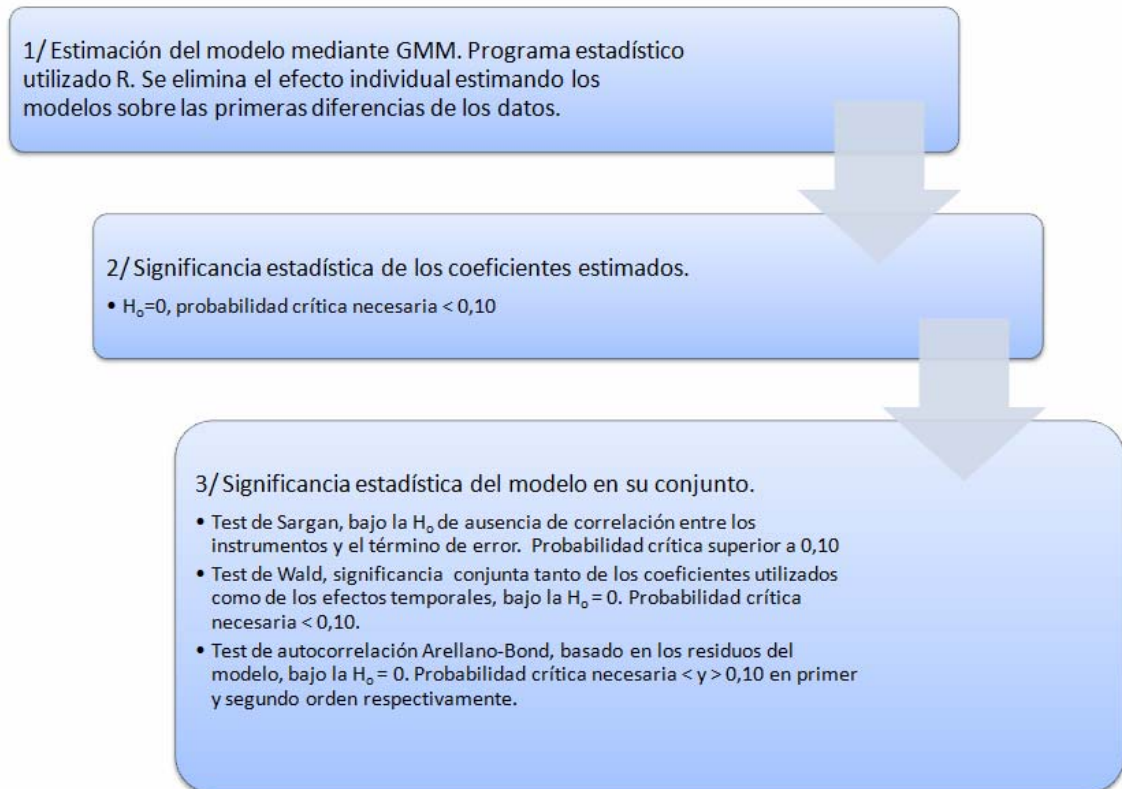 1/ Estimación del modelo mediante GMM. Programa estadístico
utilizado R. Se elimina el efecto individual estimando los
modelos sobre las primeras diferencias de los datos.
2/ Significancia estadística de los coeficientes estimados.
• Hₒ=0, probabilidad crítica necesaria < 0,10
3/ Significancia estadística del modelo en su conjunto.
• Test de Sargan, bajo la Hₒ de ausencia de correlación entre los
instrumentos y el término de error. Probabilidad crítica superior a 0,10
• Test de Wald, significancia conjunta tanto de los coeficientes utilizados
como de los efectos temporales, bajo la Hₒ = 0. Probabilidad crítica
necesaria < 0,10.
• Test de autocorrelación Arellano-Bond, basado en los residuos del
modelo, bajo la Hₒ = 0. Probabilidad crítica necesaria < y > 0,10 en primer
y segundo orden respectivamente.